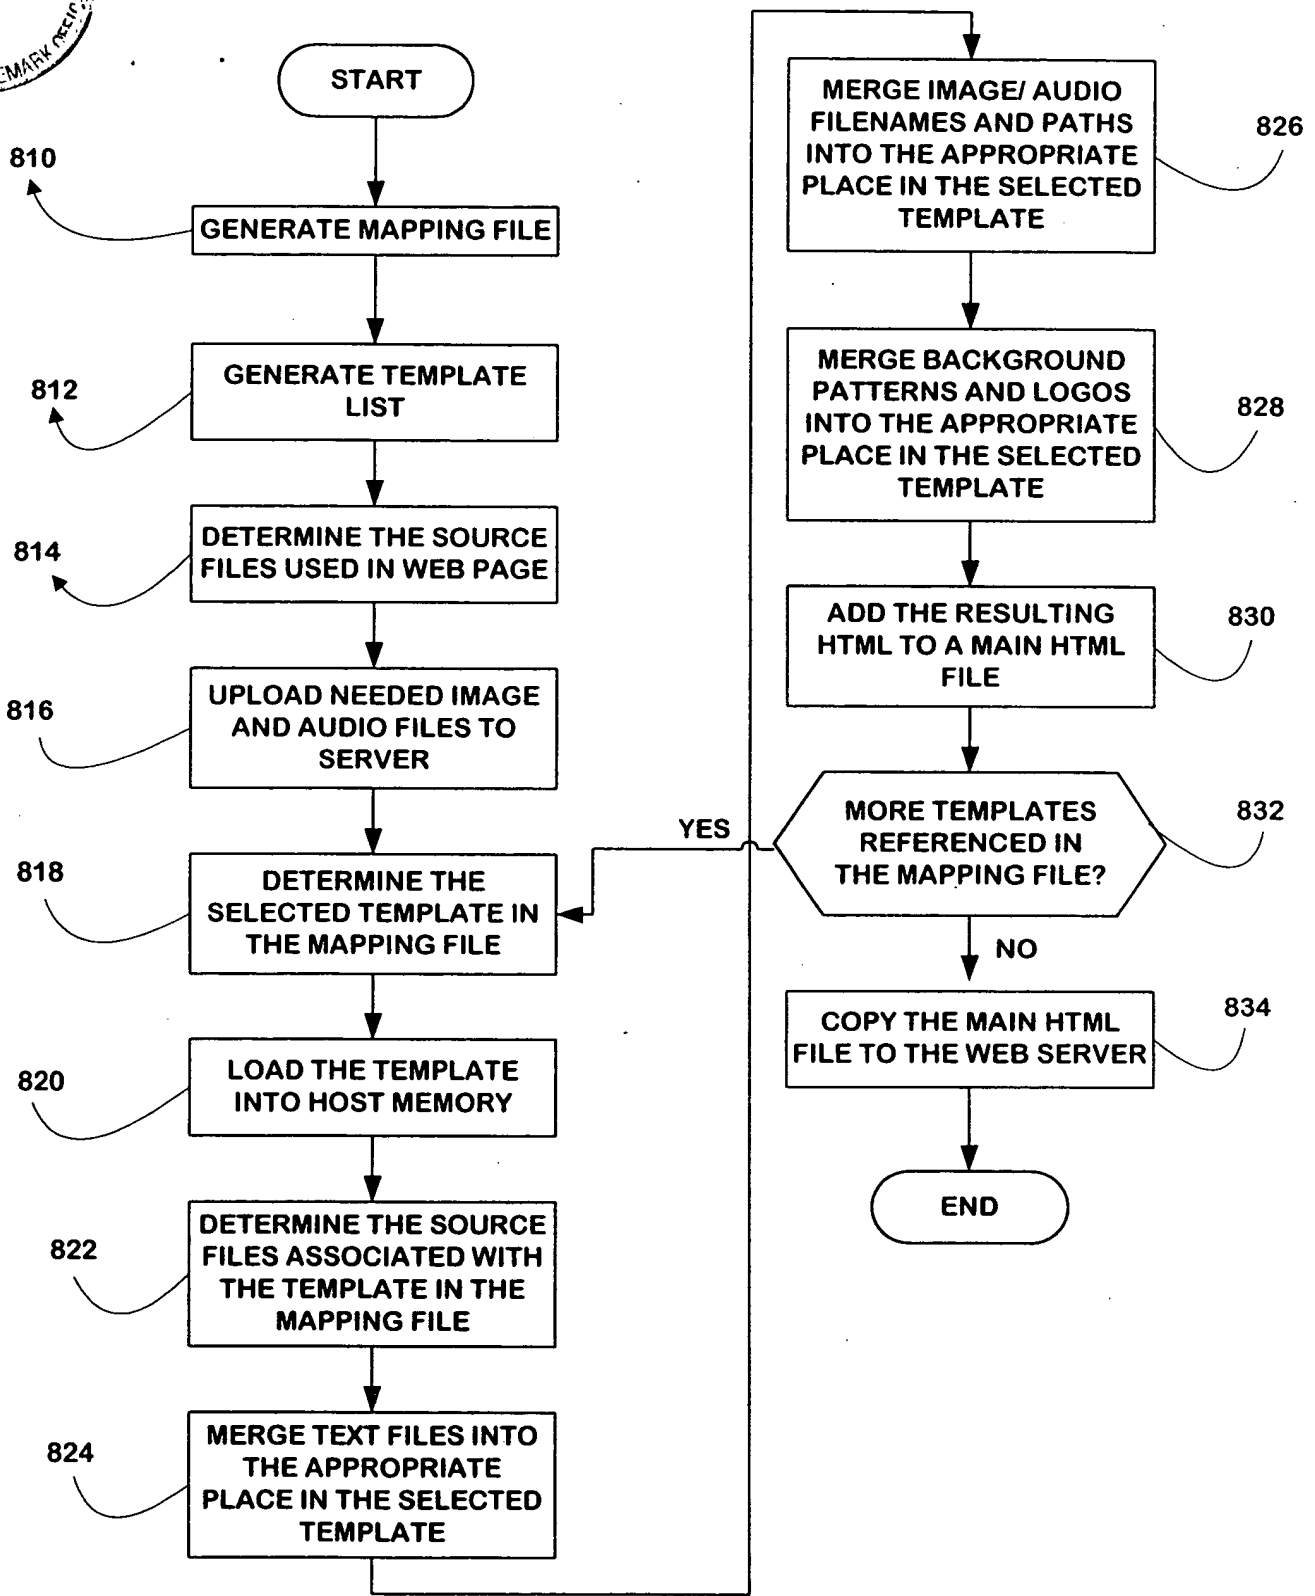 EMARK OFFIC
START
810
GENERATE MAPPING FILE
812
GENERATE TEMPLATE
LIST
814
DETERMINE THE SOURCE
FILES USED IN WEB PAGE
816
UPLOAD NEEDED IMAGE
AND AUDIO FILES TO
SERVER
818
DETERMINE THE
SELECTED TEMPLATE IN
THE MAPPING FILE
820
LOAD THE TEMPLATE
INTO HOST MEMORY
822
DETERMINE THE SOURCE
FILES ASSOCIATED WITH
THE TEMPLATE IN THE
MAPPING FILE
824
MERGE TEXT FILES INTO
THE APPROPRIATE
PLACE IN THE SELECTED
TEMPLATE
MERGE IMAGE/ AUDIO
FILENAMES AND PATHS
INTO THE APPROPRIATE
PLACE IN THE SELECTED
TEMPLATE
826
MERGE BACKGROUND
PATTERNS AND LOGOS
INTO THE APPROPRIATE
PLACE IN THE SELECTED
TEMPLATE
828
ADD THE RESULTING
HTML TO A MAIN HTML
FILE
830
YES
MORE TEMPLATES
REFERENCED IN
THE MAPPING FILE?
832
NO
COPY THE MAIN HTML
FILE TO THE WEB SERVER
834
END